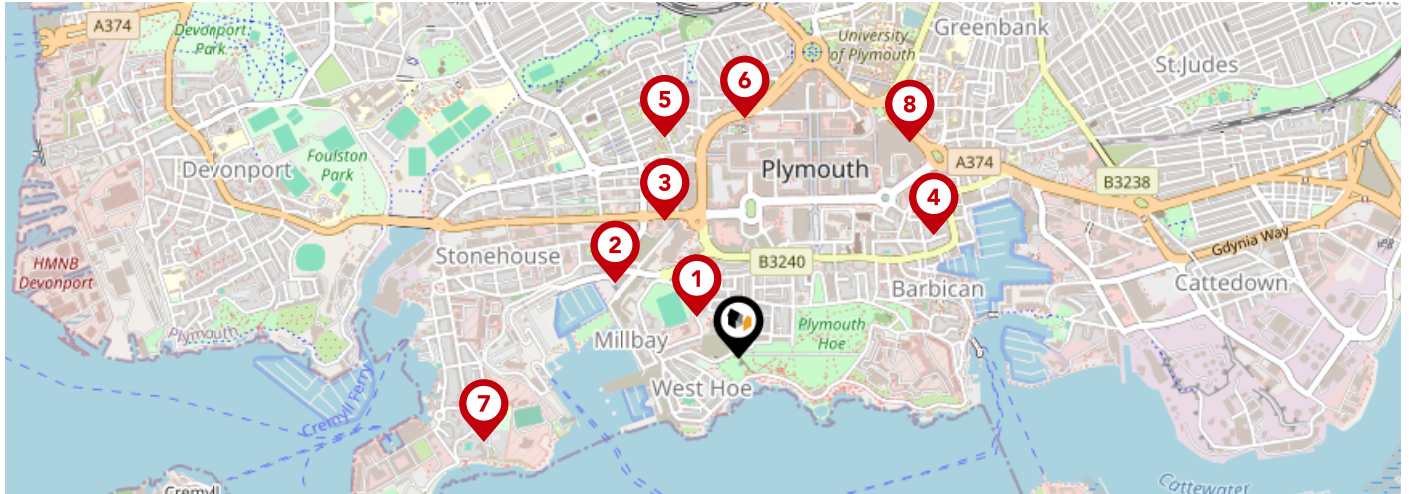 A374
Devonport
Park
University
of Plymouth
Greenbank
St.Judes
5
6
8
Devonport
Foulston
Park
3
Plymouth
A374
B3238
4
2
Stonehouse
B3240
Gdynia Way
HMNB
Devonport
1
Barbican
Cattedown
Plymouth
Millbay
Plymouth
Hoe
West Hoe
7
Cremyll Ferry
Cremyll
Cattewater